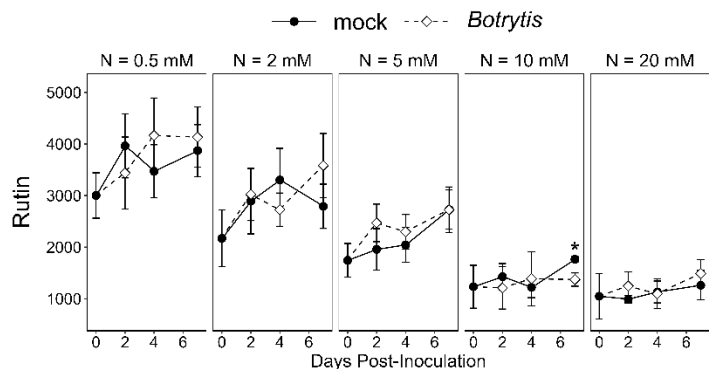 mock Botrytis
N = 0.5 mM N = 2 mM N = 5 mM N = 10 mM N = 20 mM
5000
4000
3000
2000
1000
Rutin
*
0 2 4 6 0 2 4 6 0 2 4 6 0 2 4 6 0 2 4 6
Days Post-Inoculation